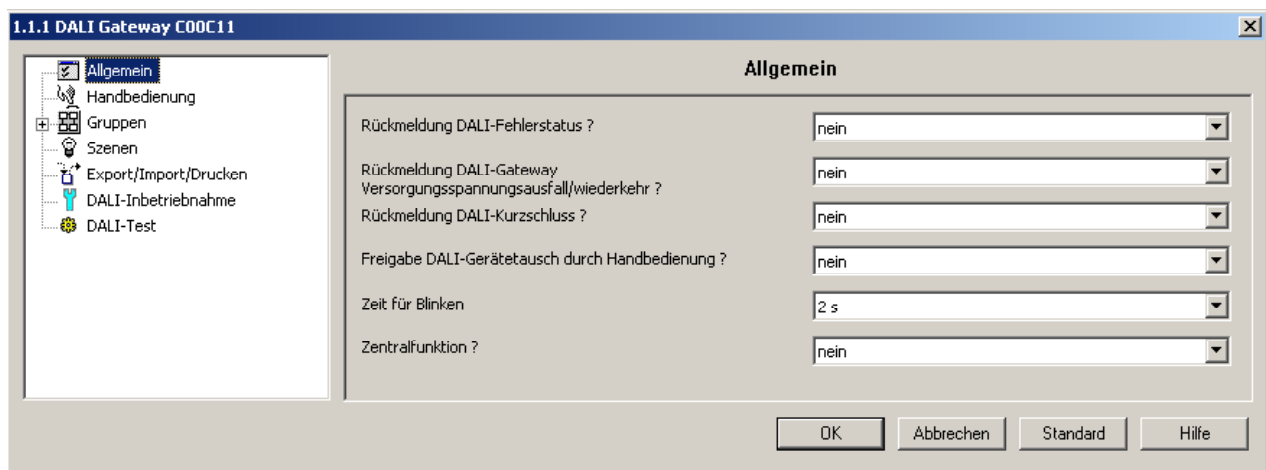 1.1.1 DALI Gateway C00C11
Allgemein
Handbedienung
Gruppen
Szenen
Export/Import/Drucken
DALI-Inbetriebnahme
DALI-Test
Allgemein
Rückmeldung DALI-Fehlerstatus ?
nein
Rückmeldung DALI-Gateway
Versorgungsspannungsausfall/wiederkehr ?
nein
Rückmeldung DALI-Kurzschluss ?
nein
Freigabe DALI-Gerätetausch durch Handbedienung ?
nein
Zeit für Blinken
2 s
Zentralfunktion ?
nein
OK
Abbrechen
Standard
Hilfe